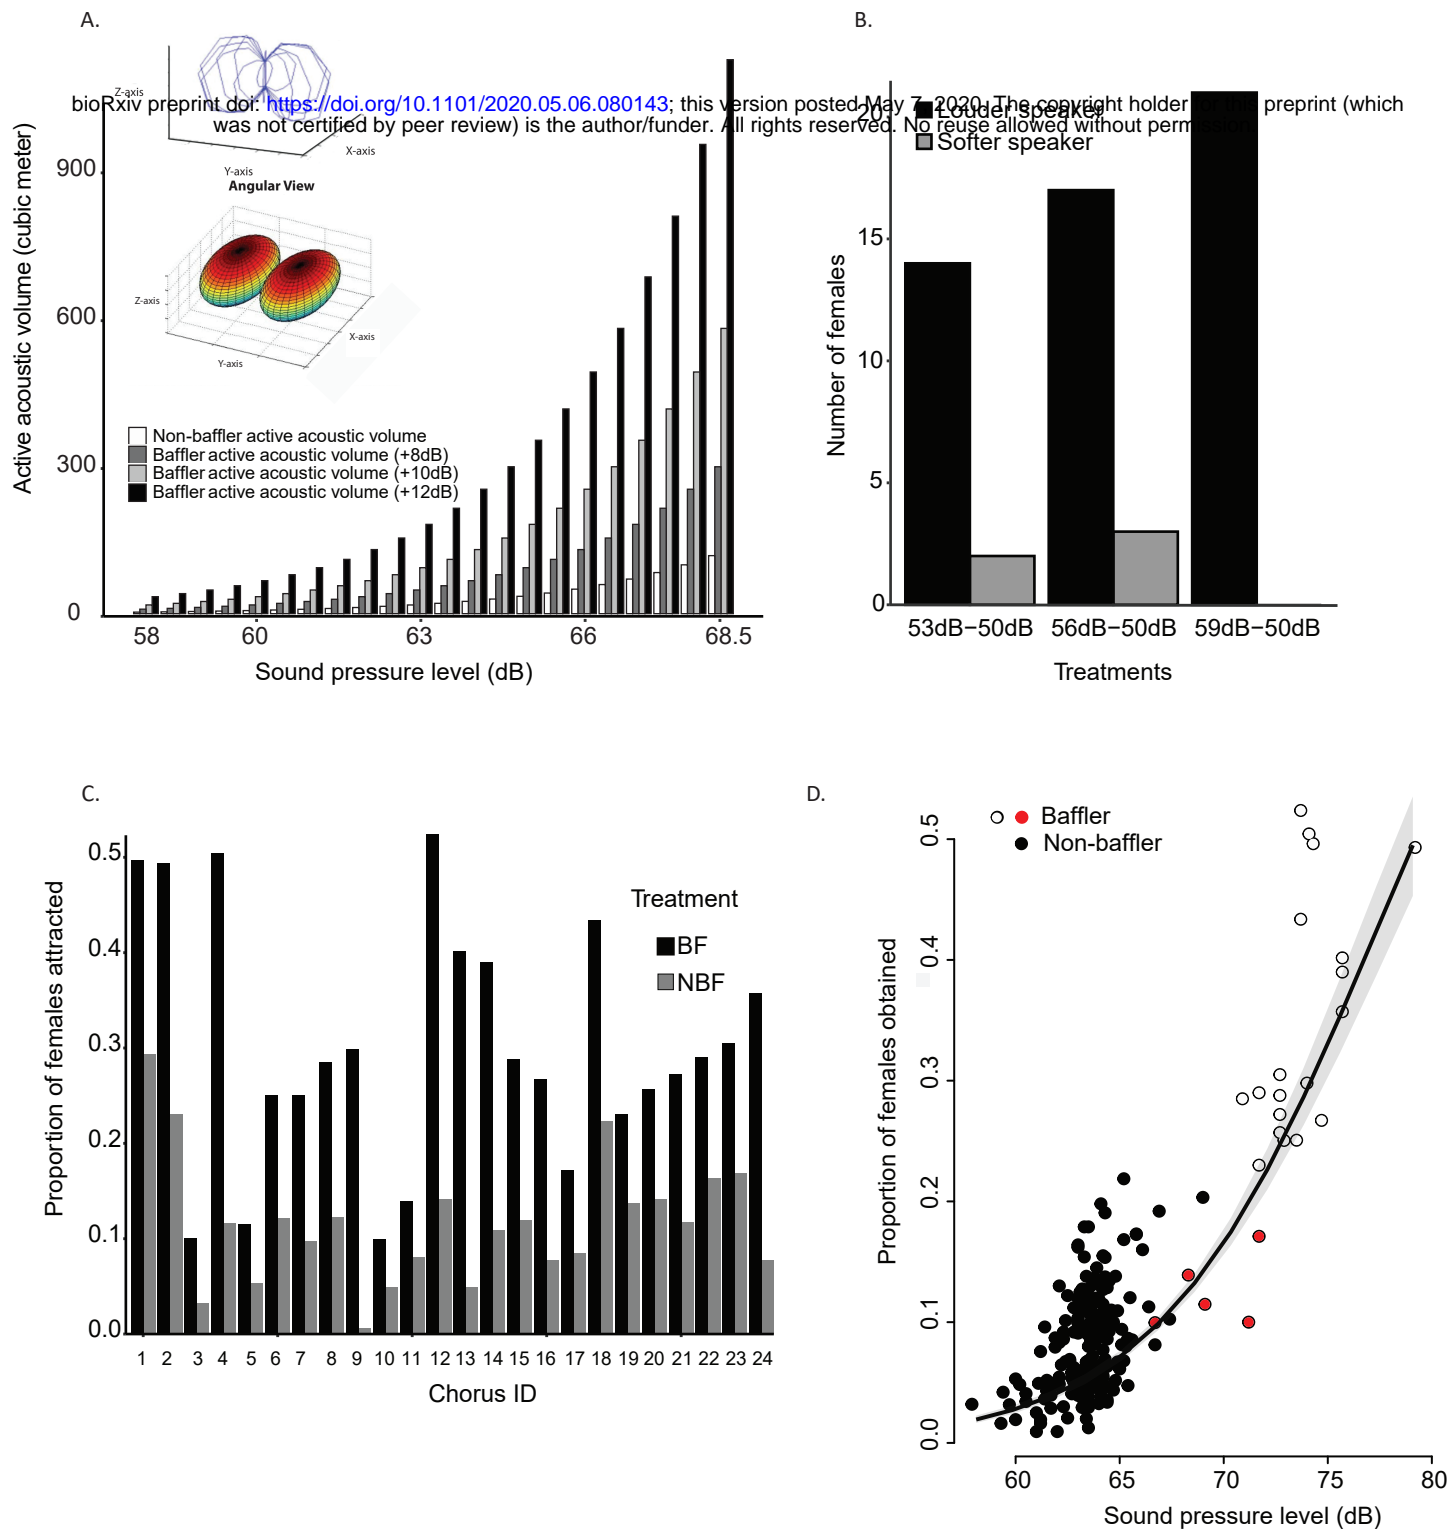 A.
Z-axis
X-axis
Y-axis
bioRxiv preprint doi: https://doi.org/10.1101/2020.05.06.080143; this version posted May 7, 2020. The copyright holder for this preprint (which
was not certified by peer review) is the author/funder. All rights reserved. No reuse allowed without permission.
Angular View
Z-axis
X-axis
Y-axis
Active acoustic volume (cubic meter)
900
600
300
0
Non-baffler active acoustic volume
Baffler active acoustic volume (+8dB)
Baffler active acoustic volume (+10dB)
Baffler active acoustic volume (+12dB)
58 60 63 66 68.5
Sound pressure level (dB)
B.
Number of females
20
15
10
5
0
Louder speaker
Softer speaker
53dB−50dB 56dB−50dB 59dB−50dB
Treatments
C.
Proportion of females attracted
0.5
0.4
0.3
0.2
0.1
0.0
Treatment
BF
NBF
1 2 3 4 5 6 7 8 9 10 11 12 13 14 15 16 17 18 19 20 21 22 23 24
Chorus ID
D.
Baffler
Non-baffler
Proportion of females obtained
0.5
0.4
0.3
0.2
0.1
0.0
60 65 70 75 80
Sound pressure level (dB)